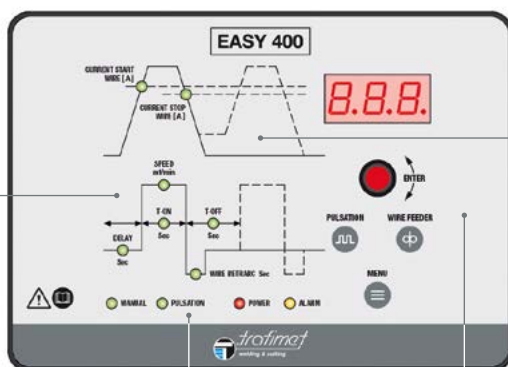 EASY 400
CURRENT START
WIRE [A]
8.8.8.
CURRENT STOP
WIRE [A]
ENTER
SPEED
mt/min
T-ON
T-OFF
Sec
Sec
PULSATION
WIRE FEEDER
DELAY
Sec
WIRE RETRARC Sec
MENU
MANUAL
PULSATION
POWER
ALARM
trafimet
welding & cutting